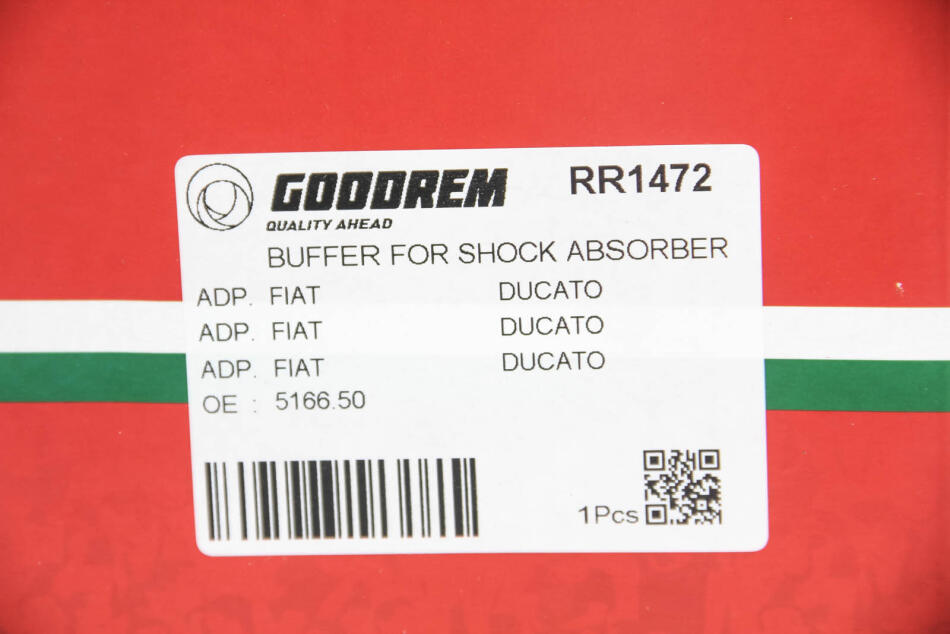 GOODREM RR1472
QUALITY AHEAD
BUFFER FOR SHOCK ABSORBER
ADP. FIAT DUCATO
ADP. FIAT DUCATO
ADP. FIAT DUCATO
OE : 5166.50
1Pcs